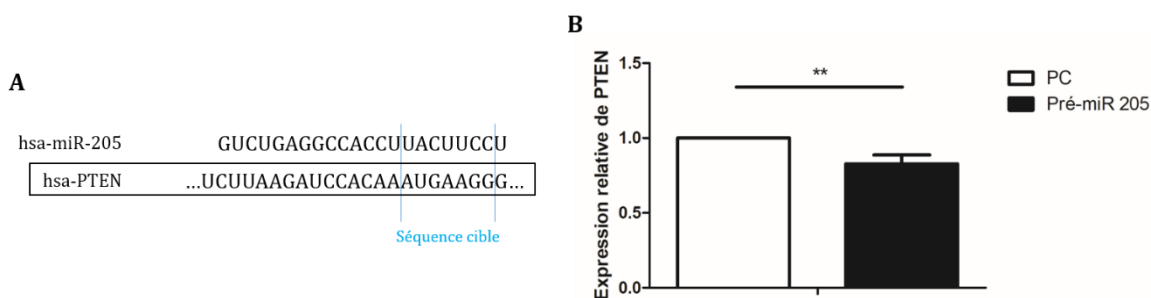 A
hsa-miR-205 GUCUGAGGCCACCUUACUUCCU
hsa-PTEN ...UCUUAAGAUCCACAAAUGAAGGG...
Séquence cible
B
Expression relative de PTEN
1.5
1.0
0.5
0.0
**
PC
Pré-miR 205